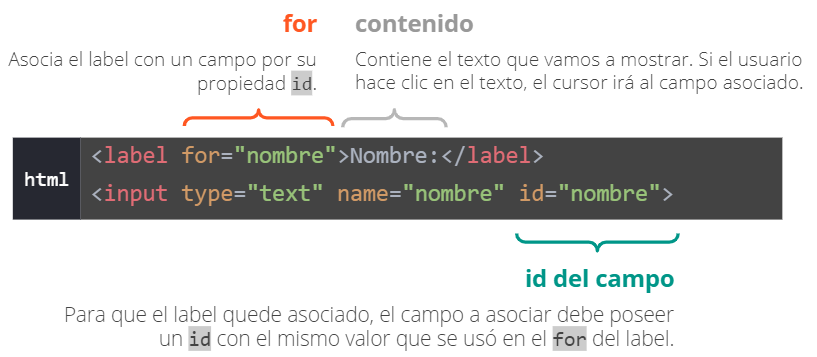 for
Asocia el label con un campo por su
propiedad id.
contenido
Contiene el texto que vamos a mostrar. Si el usuario
hace clic en el texto, el cursor irá al campo asociado.
html
<label for="nombre">Nombre:</label>
<input type="text" name="nombre" id="nombre">
id del campo
Para que el label quede asociado, el campo a asociar debe poseer
un id con el mismo valor que se usó en el for del label.